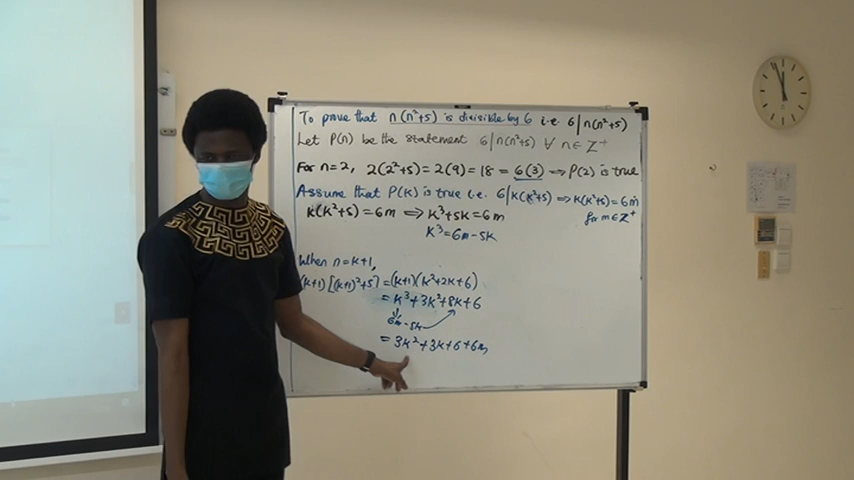 To prove that n(n²+5) is divisible by 6 i.e 6|n(n²+5)
Let P(n) be the statement 6|n(n²+5) ∀ n∈Z⁺
For n=2, 2(2²+5)=2(9)=18=6(3) ⟹ P(2) is true
Assume that P(k) is true i.e. 6|k(k²+5) ⟹ k(k²+5)=6m
for m∈Z⁺
k(k²+5)=6m ⟺ k³+5k=6m
k³=6m-5k
When n=k+1,
(k+1)[(k+1)²+5]=(k+1)(k²+2k+6)
= k³+3k²+8k+6
6m-5k
= 3k²+3k+6+6m